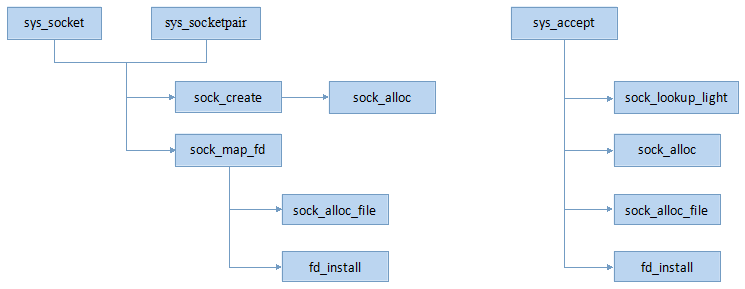 sys_socket
sys_socketpair
sys_accept
sock_create
sock_alloc
sock_lookup_light
sock_map_fd
sock_alloc
sock_alloc_file
sock_alloc_file
fd_install
fd_install